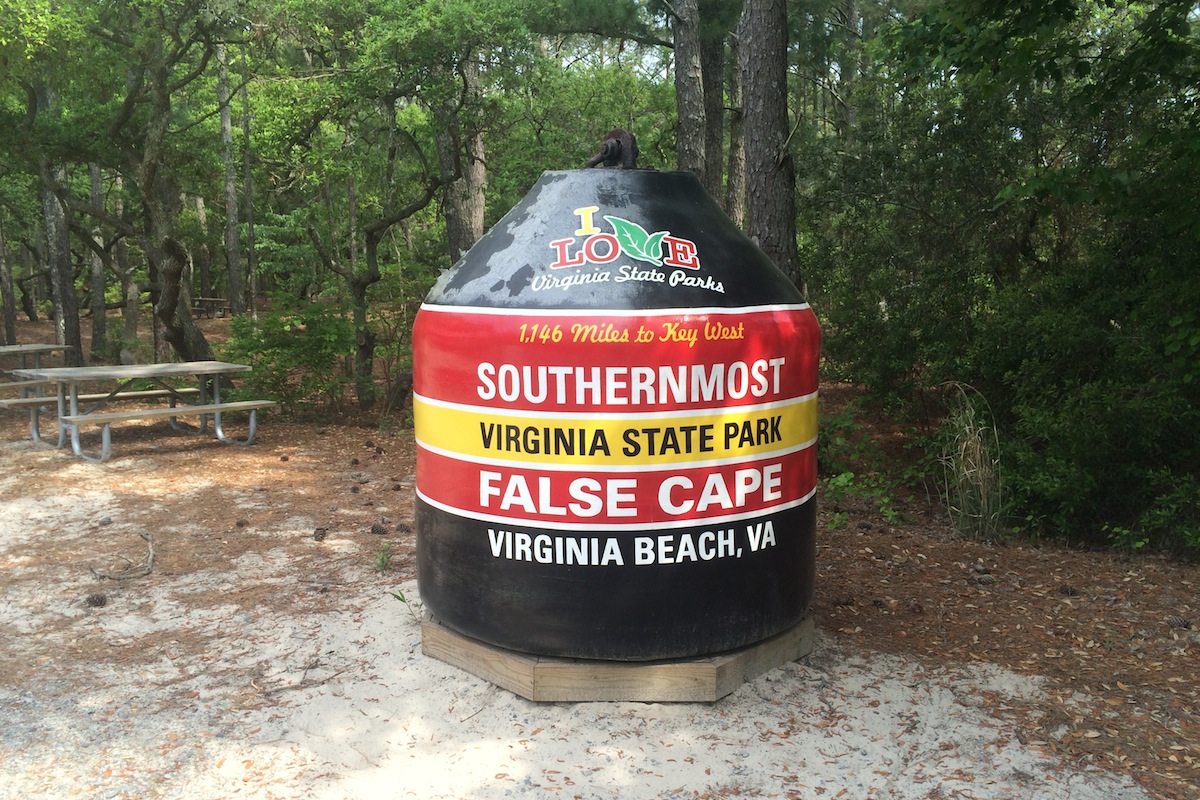 I
LOVE
Virginia State Parks
1,146 Miles to Key West
SOUTHERNMOST
VIRGINIA STATE PARK
FALSE CAPE
VIRGINIA BEACH, VA